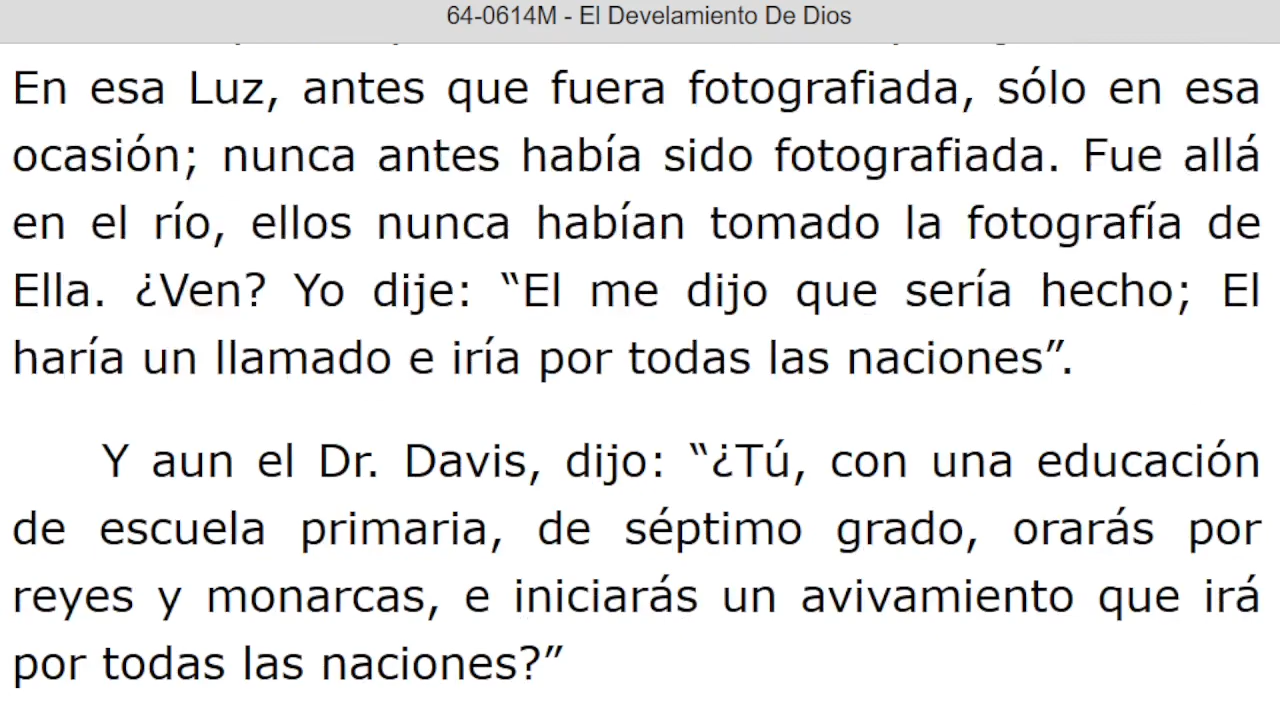 64-0614M - El Develamiento De Dios
En esa Luz, antes que fuera fotografiada, sólo en esa
ocasión; nunca antes había sido fotografiada. Fue allá
en el río, ellos nunca habían tomado la fotografía de
Ella. ¿Ven? Yo dije: “El me dijo que sería hecho; El
haría un llamado e iría por todas las naciones”.
Y aun el Dr. Davis, dijo: “¿Tú, con una educación
de escuela primaria, de séptimo grado, orarás por
reyes y monarcas, e iniciarás un avivamiento que irá
por todas las naciones?”